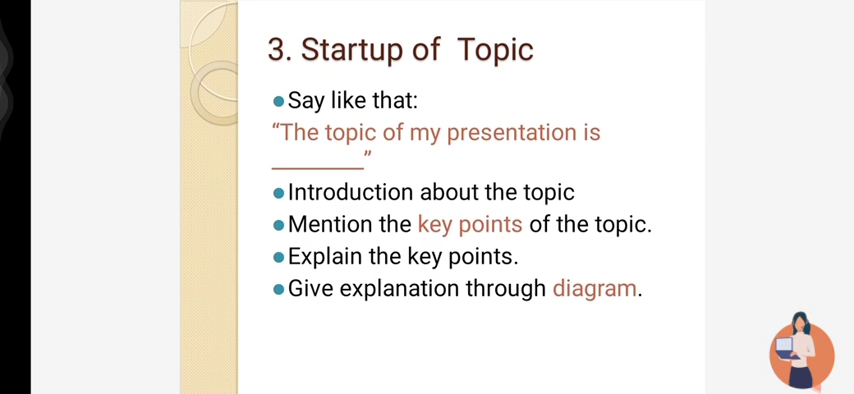 3. Startup of Topic
●Say like that:
“The topic of my presentation is
_________”
●Introduction about the topic
●Mention the key points of the topic.
●Explain the key points.
●Give explanation through diagram.